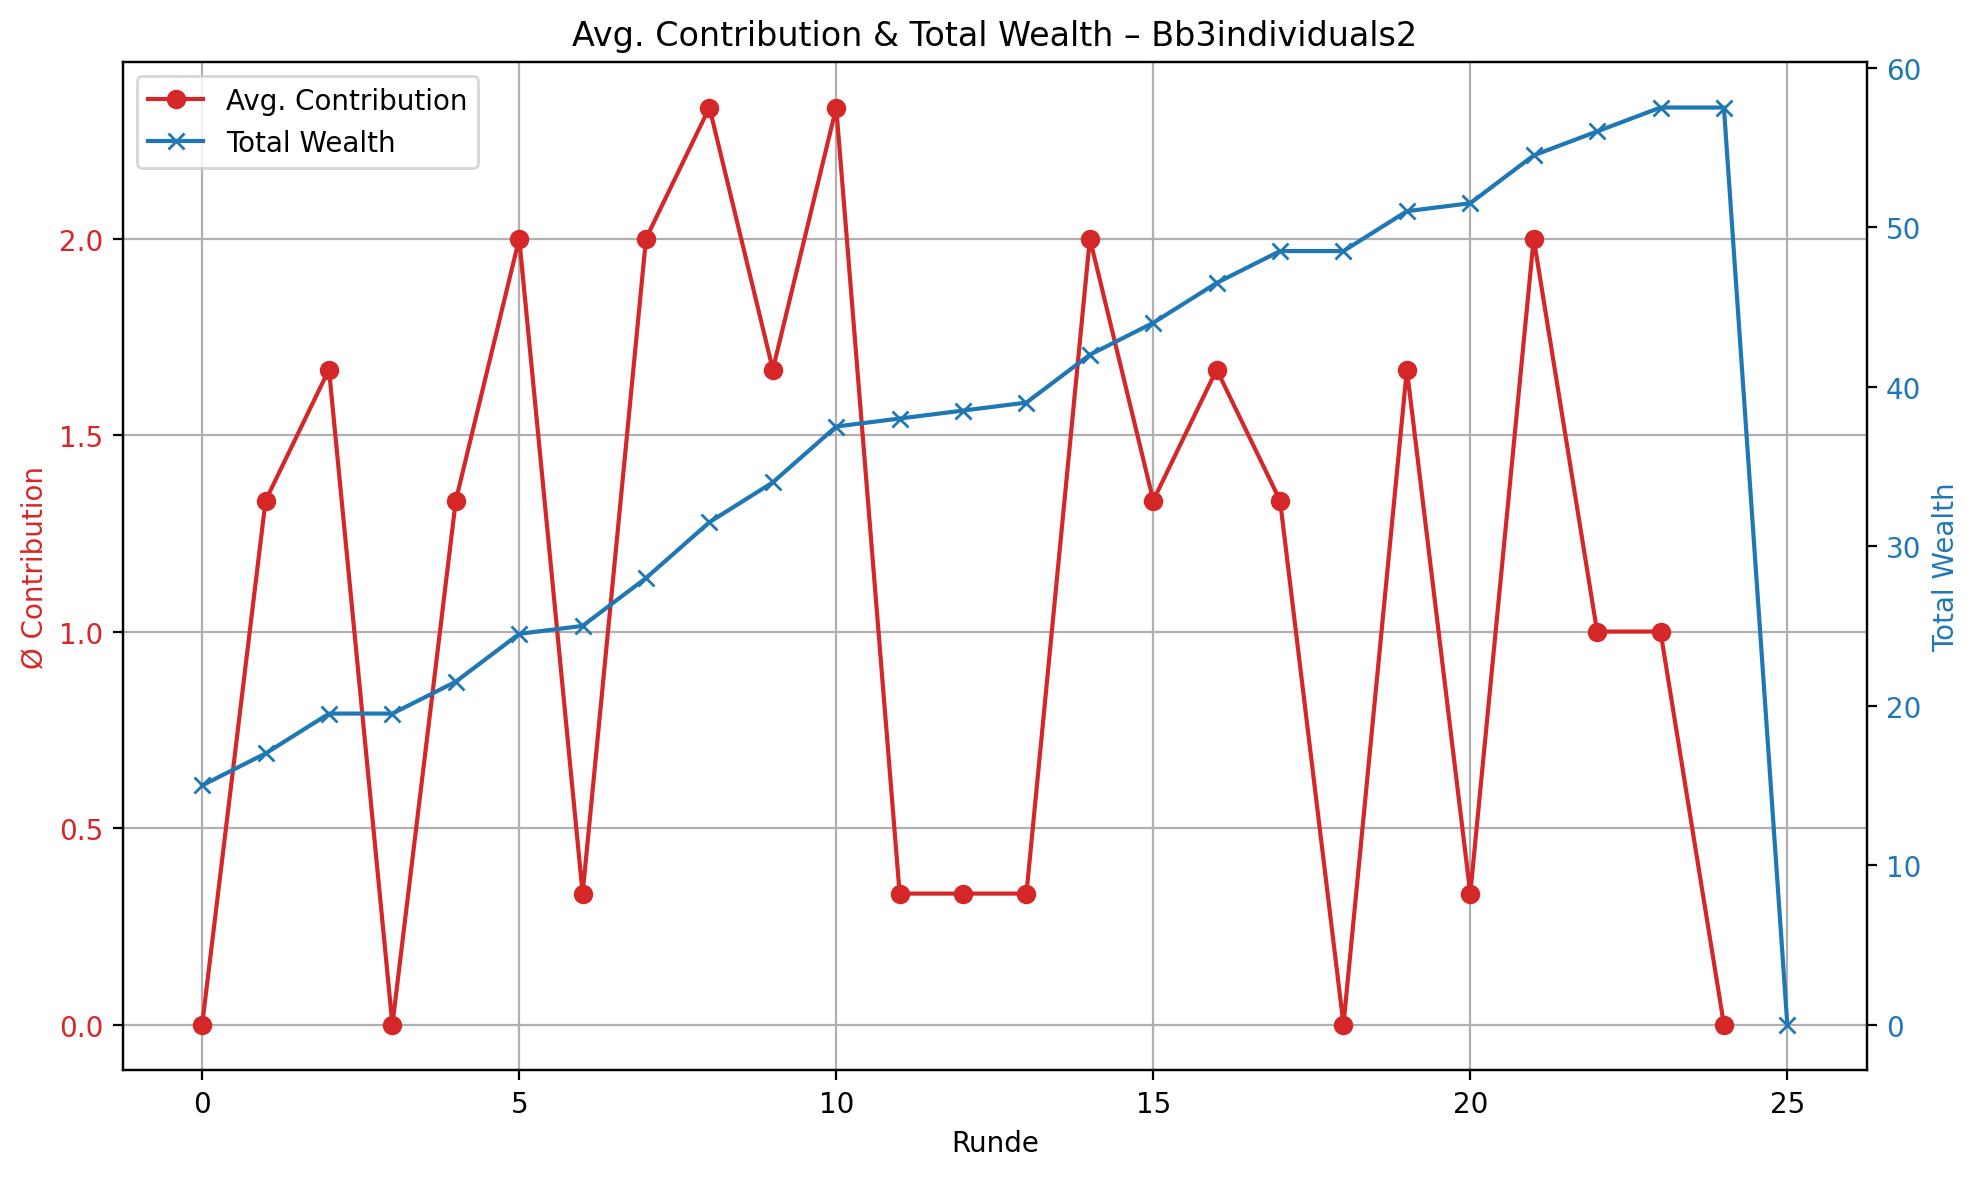 Avg. Contribution & Total Wealth – Bb3individuals2
Avg. Contribution
Total Wealth
Ø Contribution
2.0
1.5
1.0
0.5
0.0
60
50
40
30
20
10
0
Total Wealth
0 5 10 15 20 25
Runde